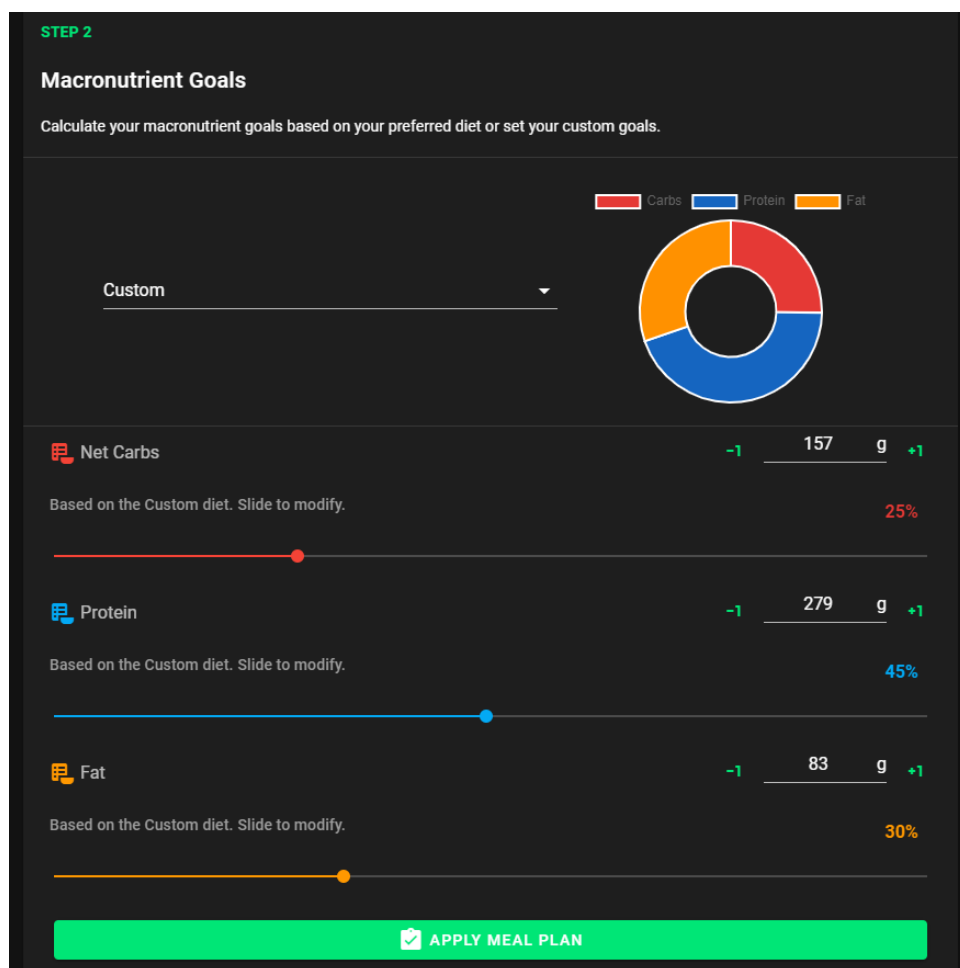 STEP 2
Macronutrient Goals
Calculate your macronutrient goals based on your preferred diet or set your custom goals.
Carbs Protein Fat
Custom
Net Carbs -1 157 g +1
Based on the Custom diet. Slide to modify.
25%
Protein -1 279 g +1
Based on the Custom diet. Slide to modify.
45%
Fat -1 83 g +1
Based on the Custom diet. Slide to modify.
30%
APPLY MEAL PLAN